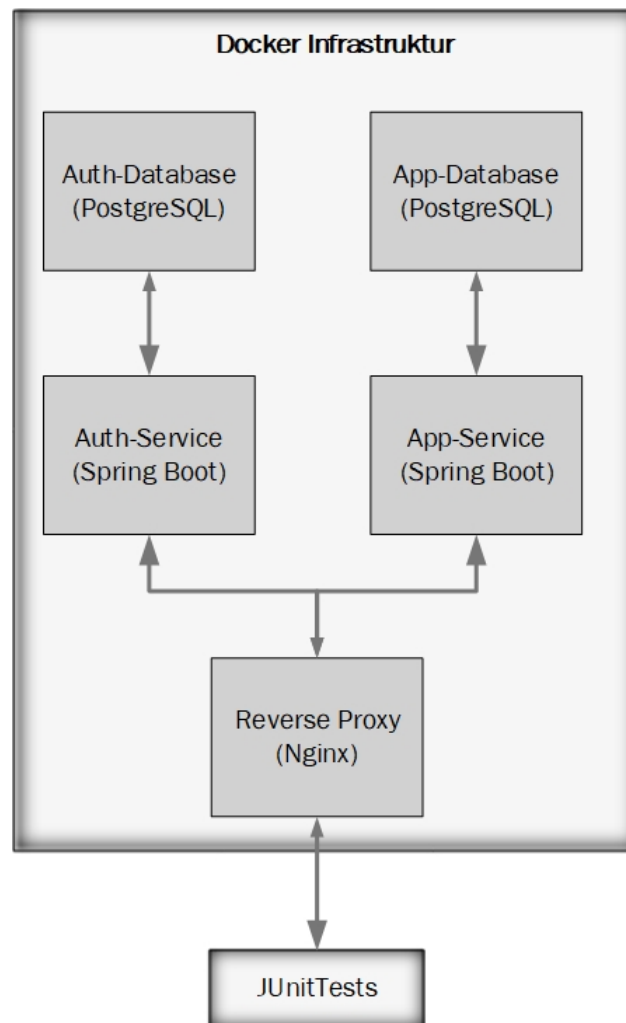 Docker Infrastruktur
Auth-Database
(PostgreSQL)
App-Database
(PostgreSQL)
Auth-Service
(Spring Boot)
App-Service
(Spring Boot)
Reverse Proxy
(Nginx)
JUnitTests